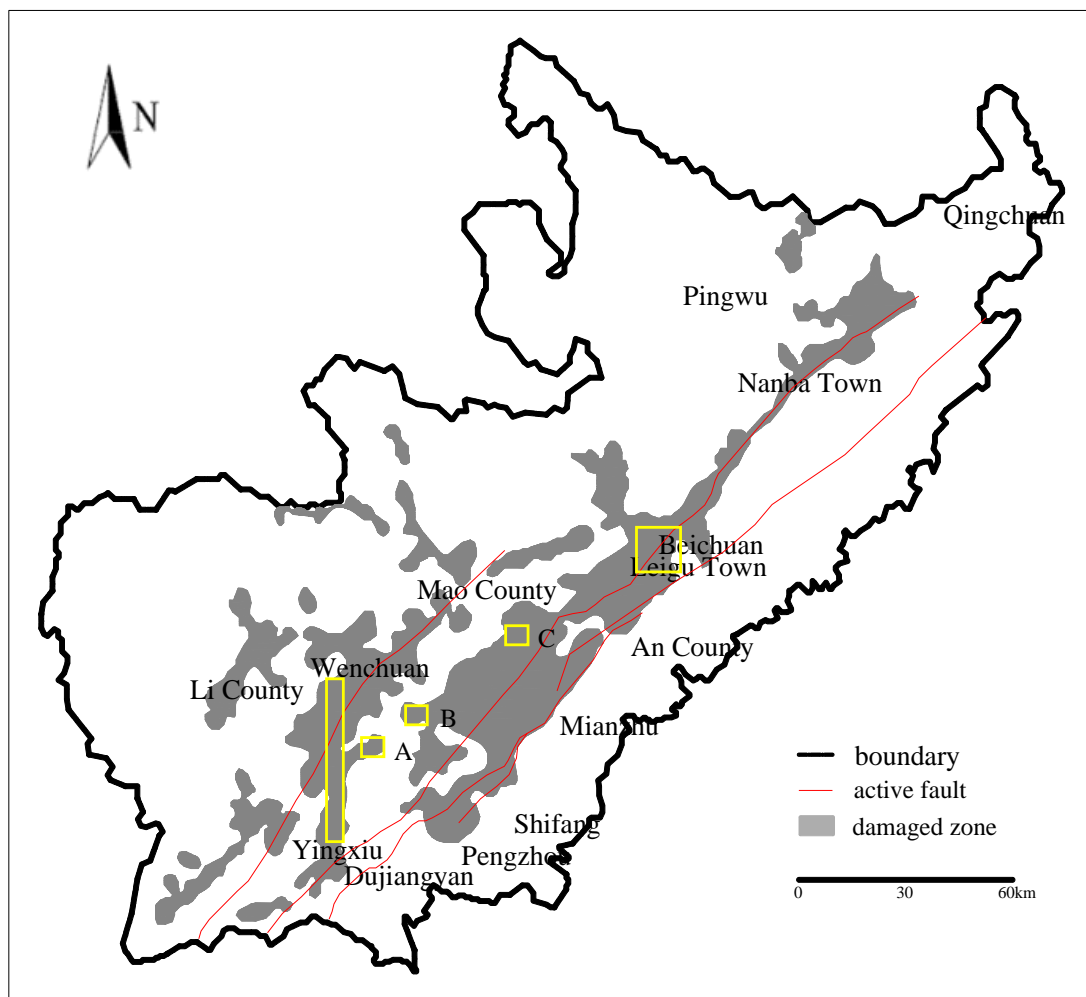 N
Qingchuan
Pingwu
Nanba Town
Beichuan
Leigu Town
Mao County
C
An County
Wenchuan
Li County
B
Mianzhu
A
boundary
active fault
Shifang
damaged zone
Yingxiu
Pengzhou
Dujiangyan
0 30 60km